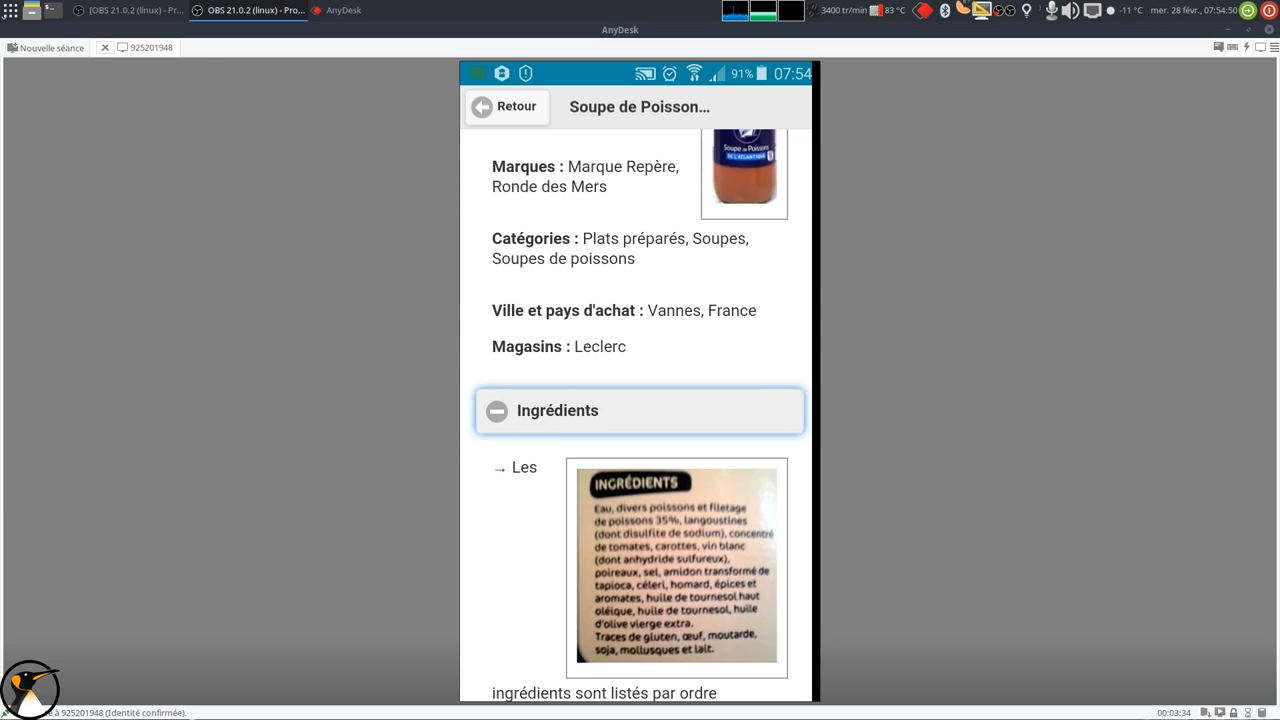 [OBS 21.0.2 (linux) - Pr...
OBS 21.0.2 (linux) - Pro...
AnyDesk
3400 tr/min
83 °C
-11 °C
mer. 28 févr., 07:54:50
AnyDesk
Nouvelle séance
925201948
91%
07:54
Retour
Soupe de Poisson...
Soupe de Poissons
DE L'ATLANTIQUE
Marques : Marque Repère,
Ronde des Mers
Catégories : Plats préparés, Soupes,
Soupes de poissons
Ville et pays d'achat : Vannes, France
Magasins : Leclerc
Ingrédients
→ Les
INGRÉDIENTS
Eau, divers poissons et filetage
de poissons 35%, langoustines
(dont disulfite de sodium), concentré
de tomates, carottes, vin blanc
(dont anhydride sulfureux),
poireaux, sel, amidon transformé de
tapioca, céleri, homard, épices et
aromates, huile de tournesol haut
oléique, huile de tournesol, huile
d'olive vierge extra.
Traces de gluten, œuf, moutarde,
soja, mollusques et lait.
ingrédients sont listés par ordre
à 925201948 (Identité confirmée).
00:03:34